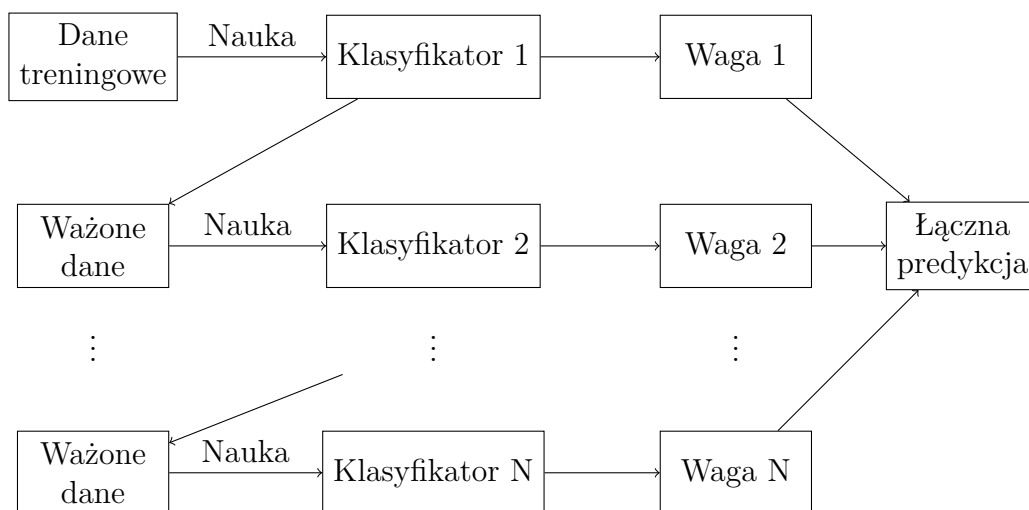 Dane
treningowe
Nauka
Klasyfikator 1
Waga 1
Ważone
dane
Nauka
Klasyfikator 2
Waga 2
Łączna
predykcja
⋮
⋮
⋮
Ważone
dane
Nauka
Klasyfikator N
Waga N